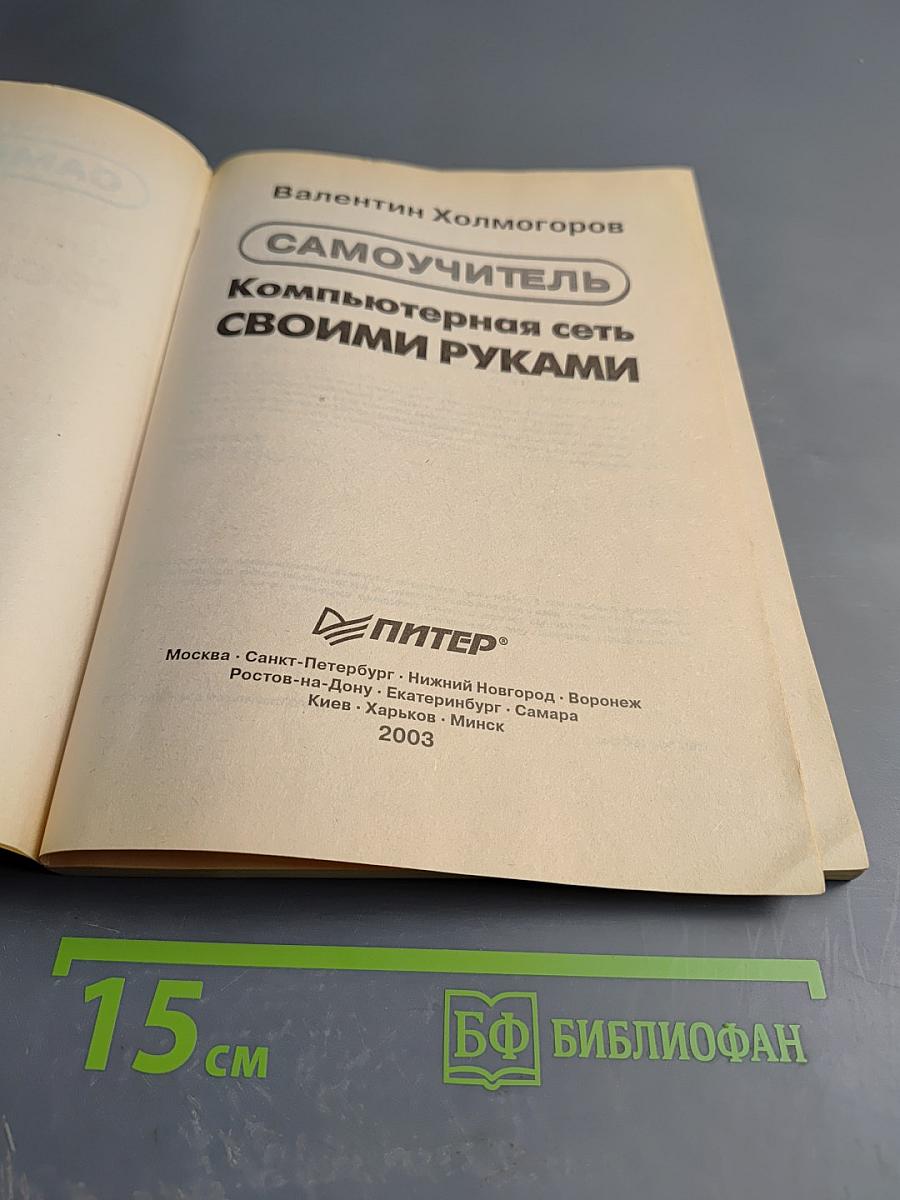 Валентин Холмогоров
САМОУЧИТЕЛЬ
Компьютерная сеть
СВОИМИ РУКАМИ
ПИТЕР®
Москва · Санкт-Петербург · Нижний Новгород · Воронеж
Ростов-на-Дону · Екатеринбург · Самара
Киев · Харьков · Минск
2003
15 см
БФ БИБЛИОФАН